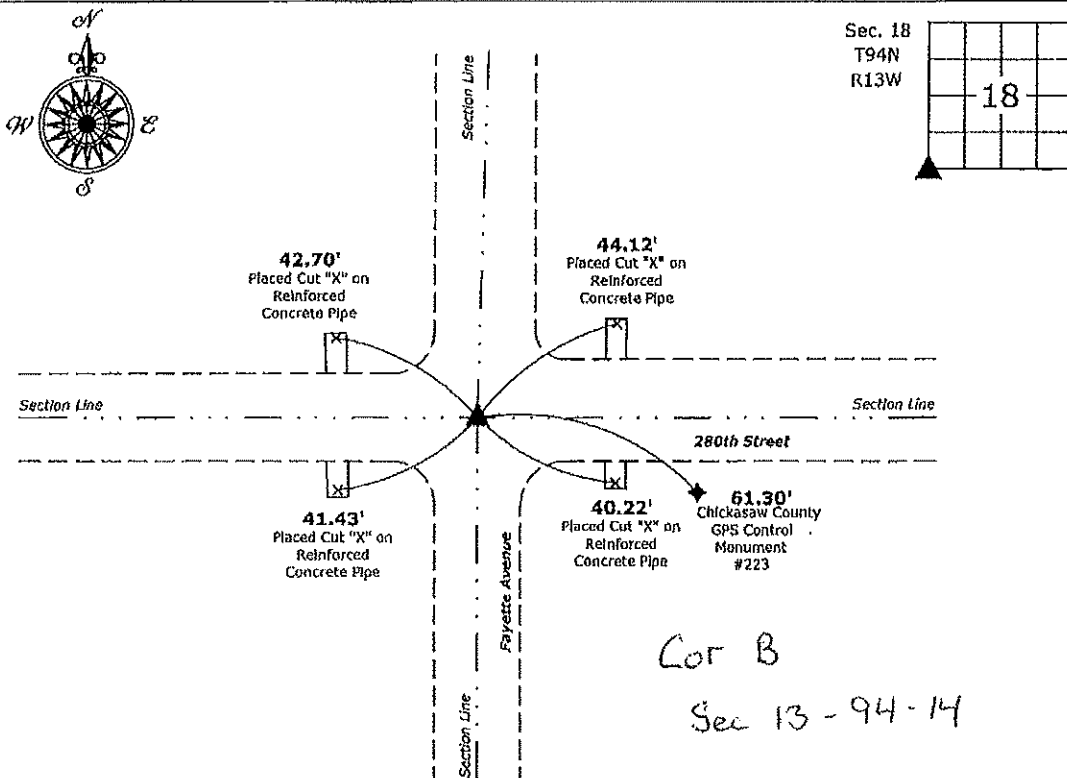 N
W
E
S
Sec. 18
T94N
R13W
18
Section Line
42.70'
Placed Cut "X" on
Reinforced
Concrete Pipe
44.12'
Placed Cut "X" on
Reinforced
Concrete Pipe
Section Line
Section Line
280th Street
41.43'
Placed Cut "X" on
Reinforced
Concrete Pipe
40.22'
Placed Cut "X" on
Reinforced
Concrete Pipe
61.30'
Chickasaw County
GPS Control
Monument
#223
Fayette Avenue
Section Line
Cor B
Sec 13-94-14